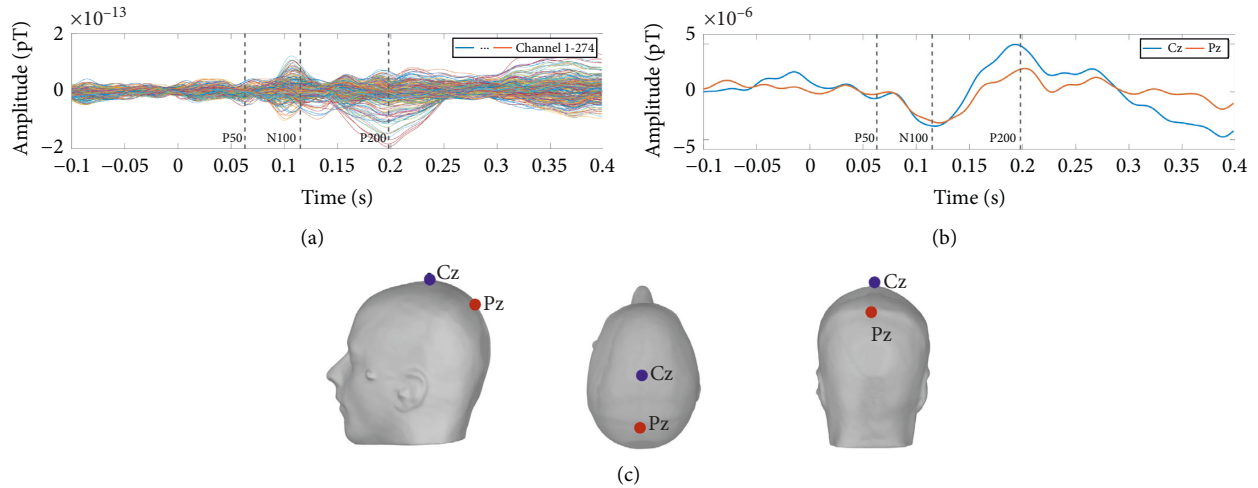 ×10⁻¹³
Amplitude (pT)
2
0
−2
Channel 1-274
P50
N100
P200
−0.1 −0.05 0 0.05 0.1 0.15 0.2 0.25 0.3 0.35 0.4
Time (s)
(a)
×10⁻⁶
Amplitude (pT)
5
0
−5
Cz Pz
P50
N100
P200
−0.1 −0.05 0 0.05 0.1 0.15 0.2 0.25 0.3 0.35 0.4
Time (s)
(b)
Cz
Pz
Cz
Pz
Cz
Pz
(c)